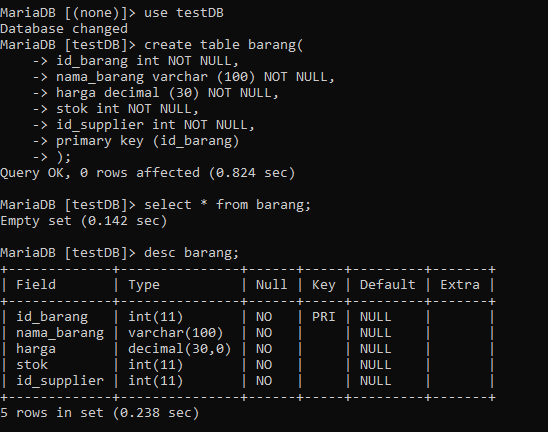 MariaDB [(none)]> use testDB
Database changed
MariaDB [testDB]> create table barang(
    -> id_barang int NOT NULL,
    -> nama_barang varchar (100) NOT NULL,
    -> harga decimal (30) NOT NULL,
    -> stok int NOT NULL,
    -> id_supplier int NOT NULL,
    -> primary key (id_barang)
    -> );
Query OK, 0 rows affected (0.824 sec)

MariaDB [testDB]> select * from barang;
Empty set (0.142 sec)

MariaDB [testDB]> desc barang;
+-------------+---------------+------+-----+---------+-------+
| Field       | Type          | Null | Key | Default | Extra |
+-------------+---------------+------+-----+---------+-------+
| id_barang   | int(11)       | NO   | PRI | NULL    |       |
| nama_barang | varchar(100)  | NO   |     | NULL    |       |
| harga       | decimal(30,0) | NO   |     | NULL    |       |
| stok        | int(11)       | NO   |     | NULL    |       |
| id_supplier | int(11)       | NO   |     | NULL    |       |
+-------------+---------------+------+-----+---------+-------+
5 rows in set (0.238 sec)